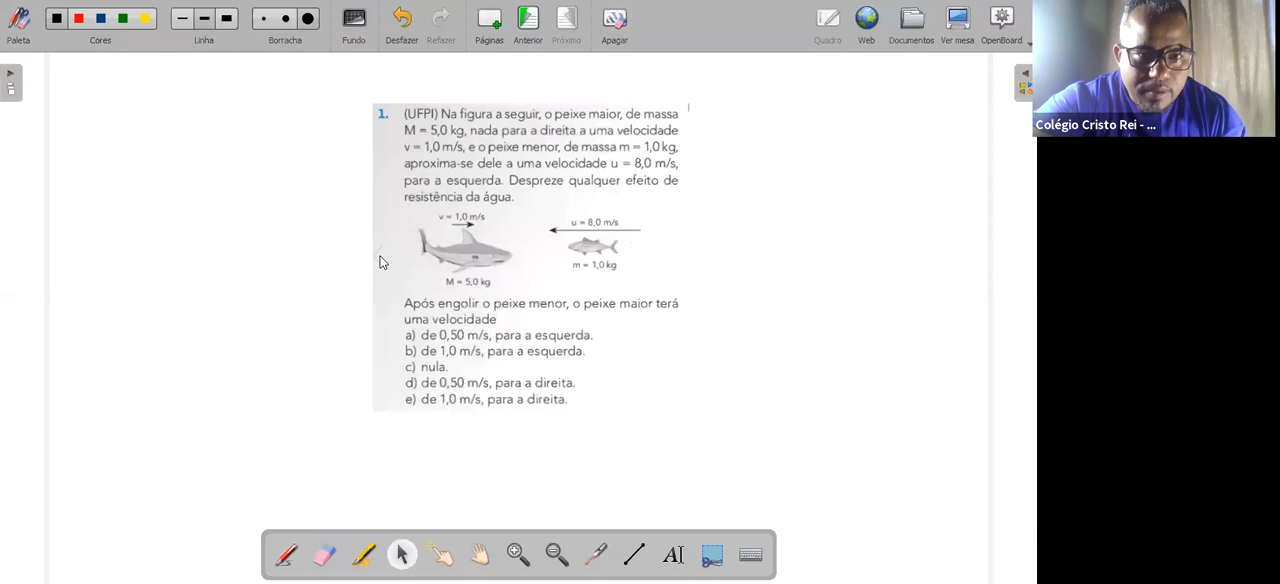 Paleta
Cores
Linha
Borracha
Fundo
Desfazer
Refazer
Páginas
Anterior
Próximo
Apagar
Quadro
Web
Documentos
Ver mesa
OpenBoard
Colégio Cristo Rei - ...
1. (UFPI) Na figura a seguir, o peixe maior, de massa
M = 5,0 kg, nada para a direita a uma velocidade
v = 1,0 m/s, e o peixe menor, de massa m = 1,0 kg,
aproxima-se dele a uma velocidade u = 8,0 m/s,
para a esquerda. Despreze qualquer efeito de
resistência da água.
v = 1,0 m/s
u = 8,0 m/s
m = 1,0 kg
M = 5,0 kg
Após engolir o peixe menor, o peixe maior terá
uma velocidade
a) de 0,50 m/s, para a esquerda.
b) de 1,0 m/s, para a esquerda.
c) nula.
d) de 0,50 m/s, para a direita.
e) de 1,0 m/s, para a direita.